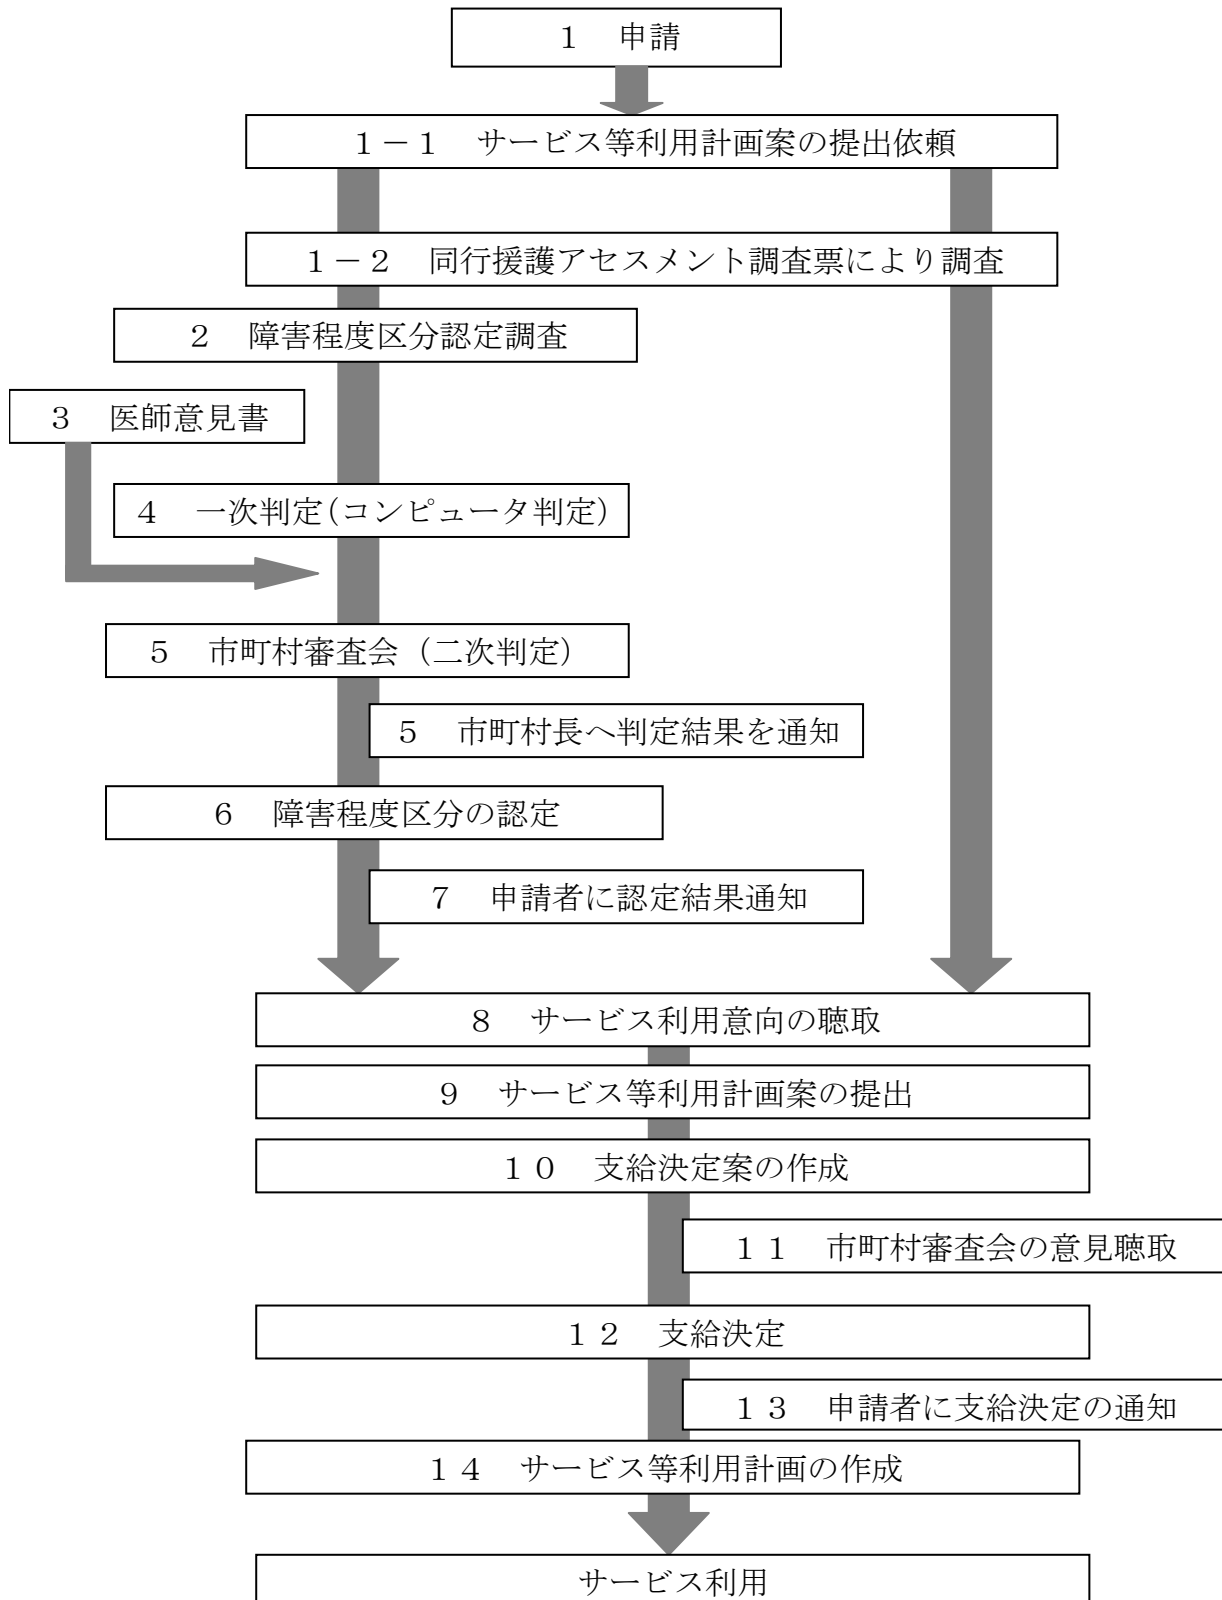 １　申請
１－１　サービス等利用計画案の提出依頼
１－２　同行援護アセスメント調査票により調査
２　障害程度区分認定調査
３　医師意見書
４　一次判定（コンピュータ判定）
５　市町村審査会（二次判定）
５　市町村長へ判定結果を通知
６　障害程度区分の認定
７　申請者に認定結果通知
８　サービス利用意向の聴取
９　サービス等利用計画案の提出
１０　支給決定案の作成
１１　市町村審査会の意見聴取
１２　支給決定
１３　申請者に支給決定の通知
１４　サービス等利用計画の作成
サービス利用